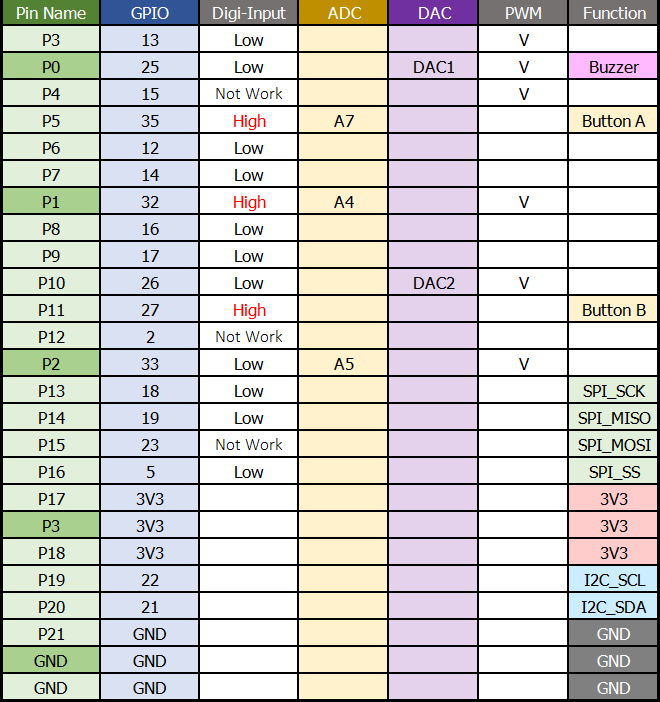 Pin Name GPIO Digi-Input ADC DAC PWM Function
P3 13 Low V
P0 25 Low DAC1 V Buzzer
P4 15 Not Work V
P5 35 High A7 Button A
P6 12 Low
P7 14 Low
P1 32 High A4 V
P8 16 Low
P9 17 Low
P10 26 Low DAC2 V
P11 27 High Button B
P12 2 Not Work
P2 33 Low A5 V
P13 18 Low SPI_SCK
P14 19 Low SPI_MISO
P15 23 Not Work SPI_MOSI
P16 5 Low SPI_SS
P17 3V3 3V3
P3 3V3 3V3
P18 3V3 3V3
P19 22 I2C_SCL
P20 21 I2C_SDA
P21 GND GND
GND GND GND
GND GND GND